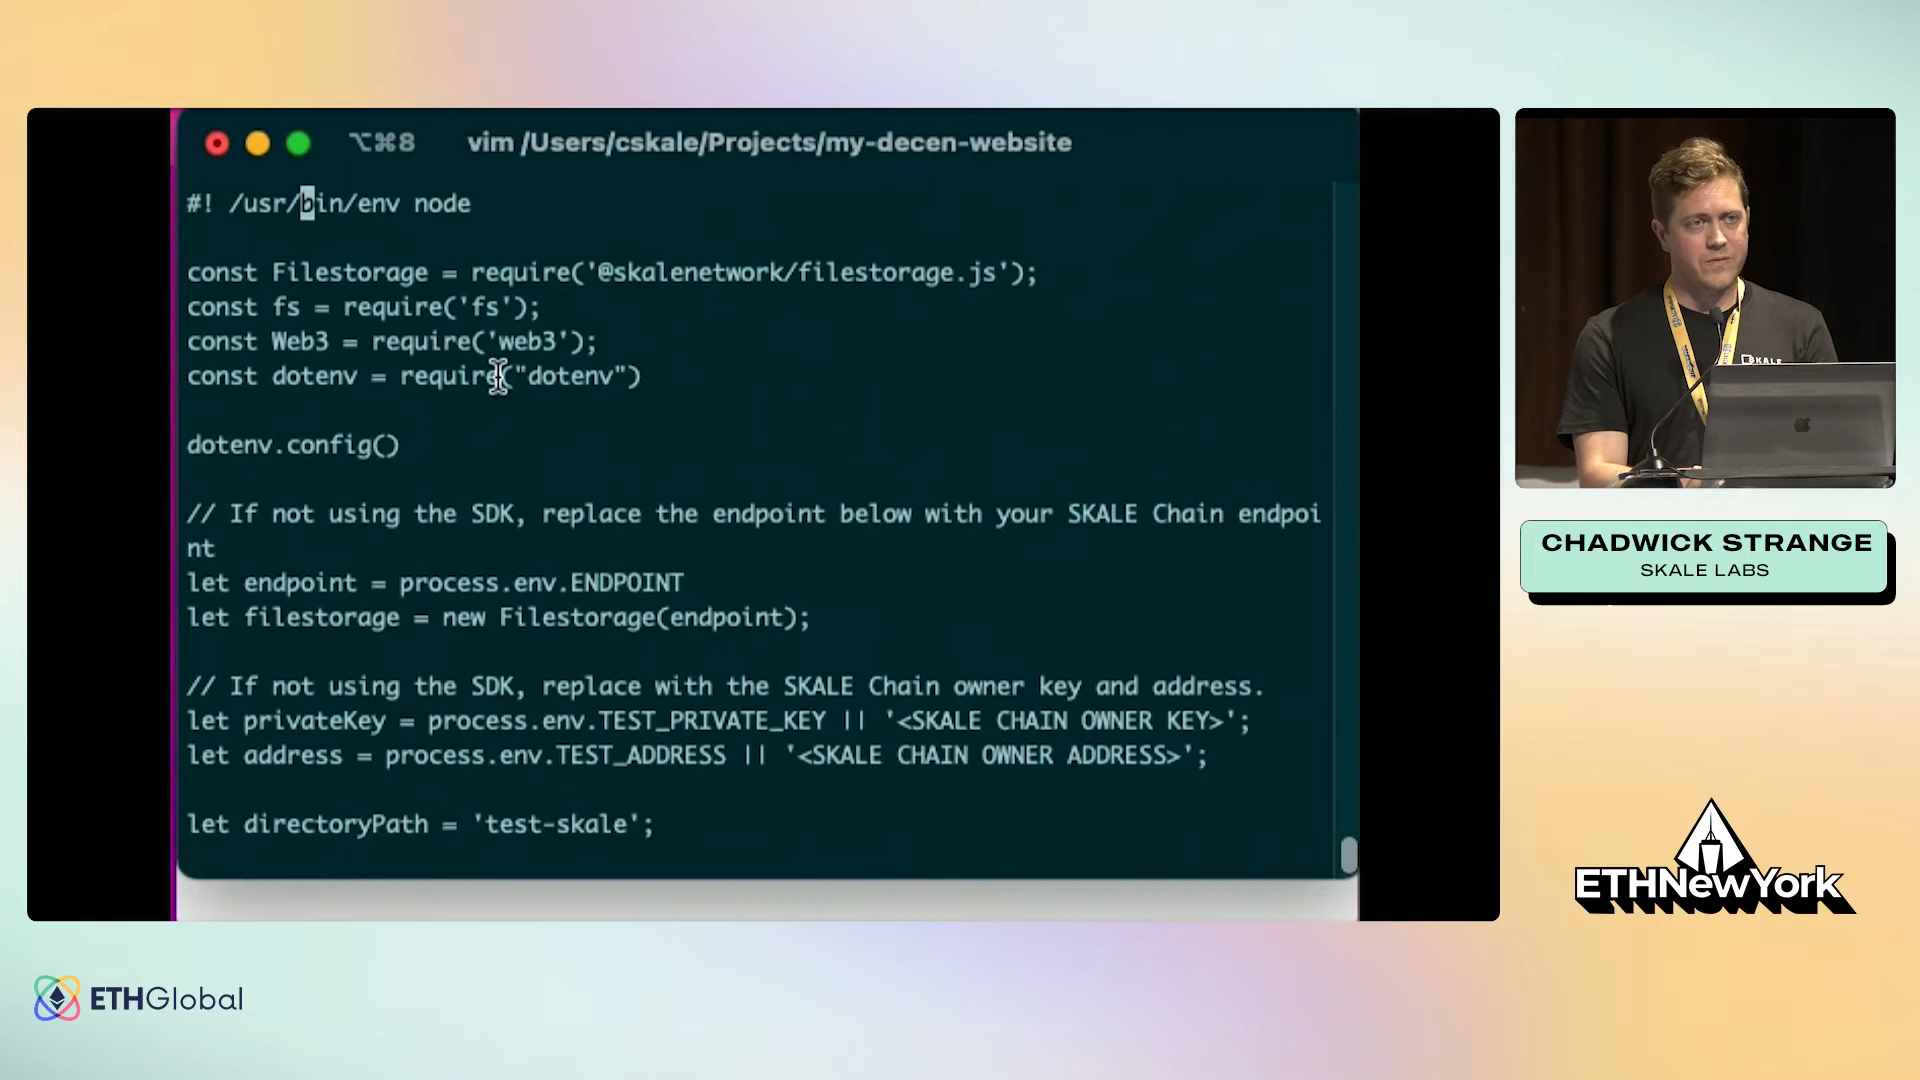 ⌥⌘8 vim /Users/cskale/Projects/my-decen-website
#! /usr/bin/env node
const Filestorage = require('@skalenetwork/filestorage.js');
const fs = require('fs');
const Web3 = require('web3');
const dotenv = require("dotenv")
dotenv.config()
// If not using the SDK, replace the endpoint below with your SKALE Chain endpoi
nt
let endpoint = process.env.ENDPOINT
let filestorage = new Filestorage(endpoint);
// If not using the SDK, replace with the SKALE Chain owner key and address.
let privateKey = process.env.TEST_PRIVATE_KEY || '<SKALE CHAIN OWNER KEY>';
let address = process.env.TEST_ADDRESS || '<SKALE CHAIN OWNER ADDRESS>';
let directoryPath = 'test-skale';
SKALE
CHADWICK STRANGE
SKALE LABS
ETHNewYork
ETHGlobal